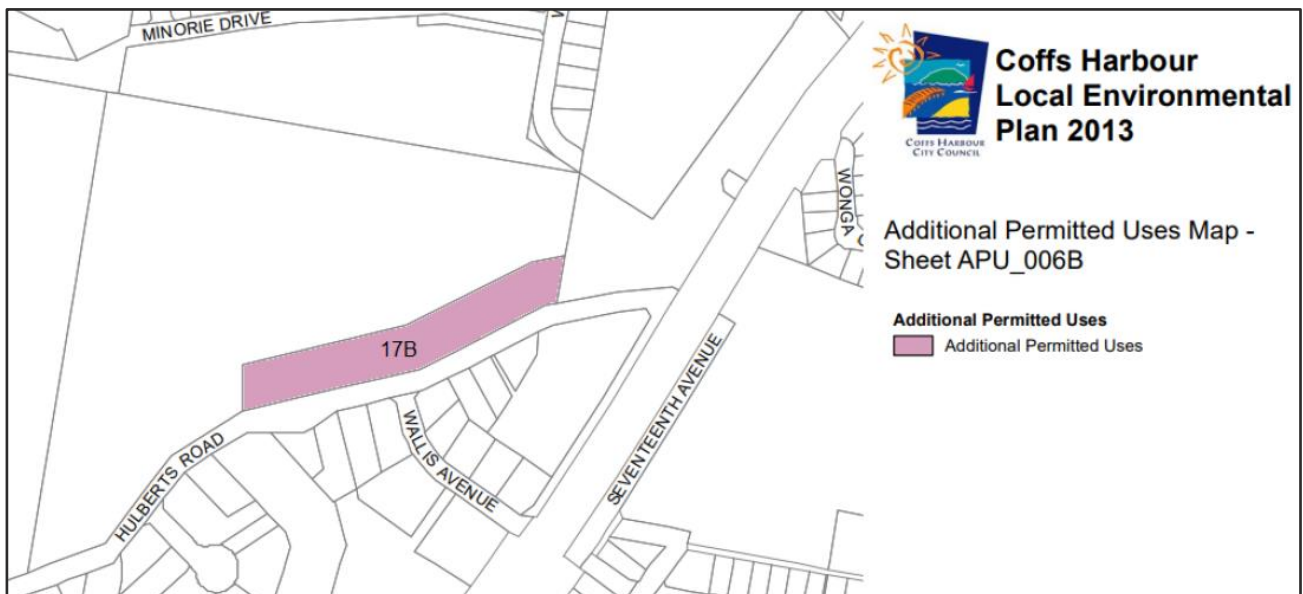 MINORIE DRIVE
Coffs Harbour
Local Environmental
Plan 2013
COFFS HARBOUR
CITY COUNCIL
WONGA
Additional Permitted Uses Map -
Sheet APU_006B
Additional Permitted Uses
Additional Permitted Uses
17B
HULBERTS ROAD
WALLIS AVENUE
SEVENTEENTH AVENUE